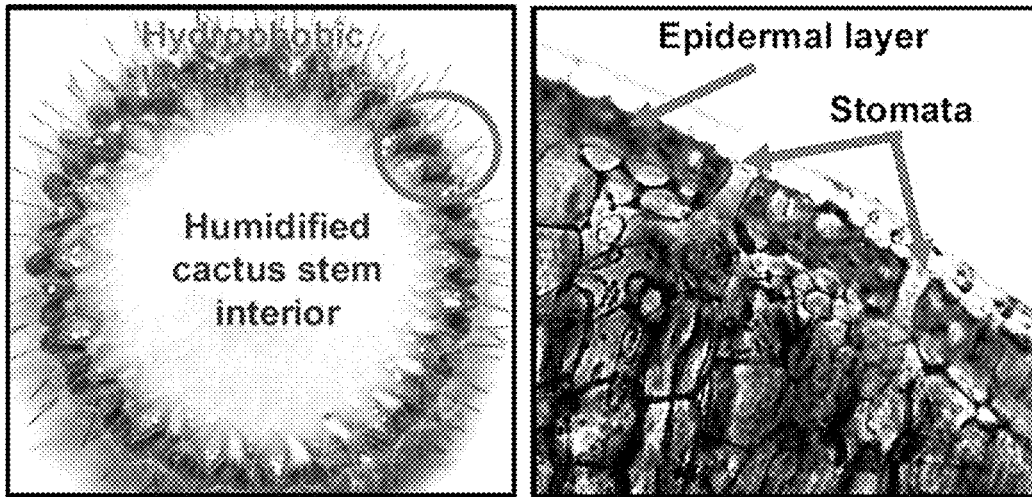 Hydrophobic
Humidified
cactus stem
interior
Epidermal layer
Stomata